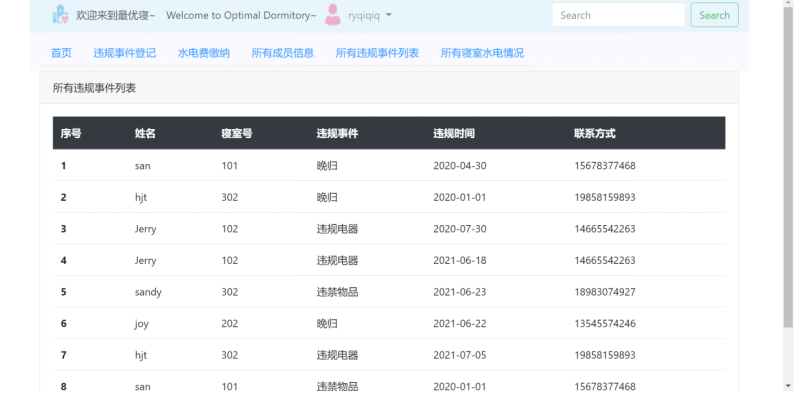 欢迎来到最优寝~ Welcome to Optimal Dormitory~ ryqiqiq Search Search
首页 违规事件登记 水电费缴纳 所有成员信息 所有违规事件列表 所有寝室水电情况
所有违规事件列表
序号 姓名 寝室号 违规事件 违规时间 联系方式
1 san 101 晚归 2020-04-30 15678377468
2 hjt 302 晚归 2020-01-01 19858159893
3 Jerry 102 违规电器 2020-07-30 14665542263
4 Jerry 102 违规电器 2021-06-18 14665542263
5 sandy 302 违禁物品 2021-06-23 18983074927
6 joy 202 晚归 2021-06-22 13545574246
7 hjt 302 违规电器 2021-07-05 19858159893
8 san 101 违禁物品 2020-01-01 15678377468